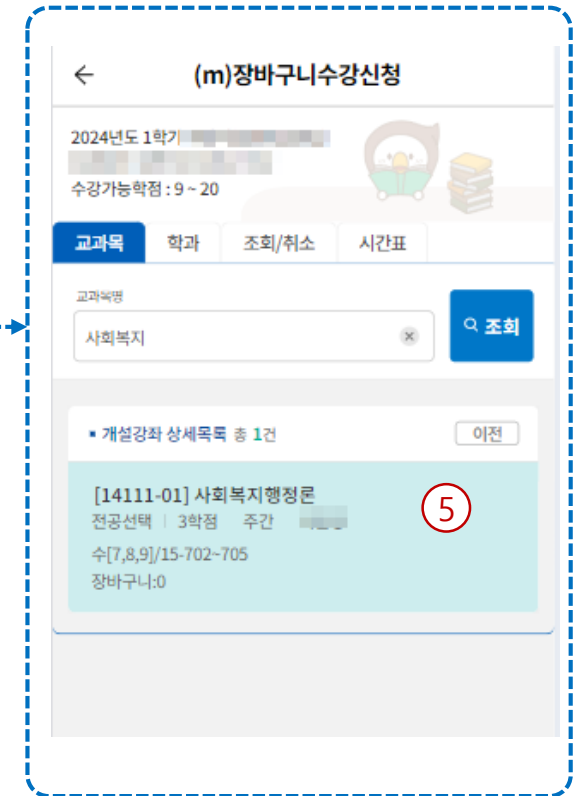 (m)장바구니수강신청
2024년도 1학기
수강가능학점 : 9 ~ 20
교과목 학과 조회/취소 시간표
교과목명
사회복지
조회
개설강좌 상세목록 총 1건
이전
[14111-01] 사회복지행정론
전공선택 3학점 주간
5
수[7,8,9]/15-702~705
장바구니:0